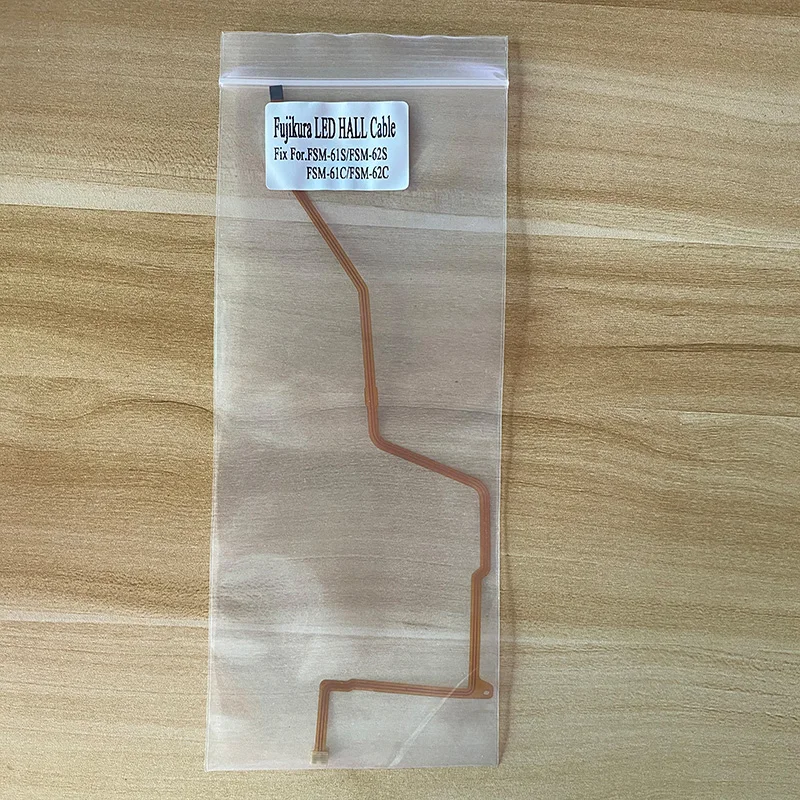 Fujikura LED HALL Cable
Fix For.FSM-61S/FSM-62S
FSM-61C/FSM-62C